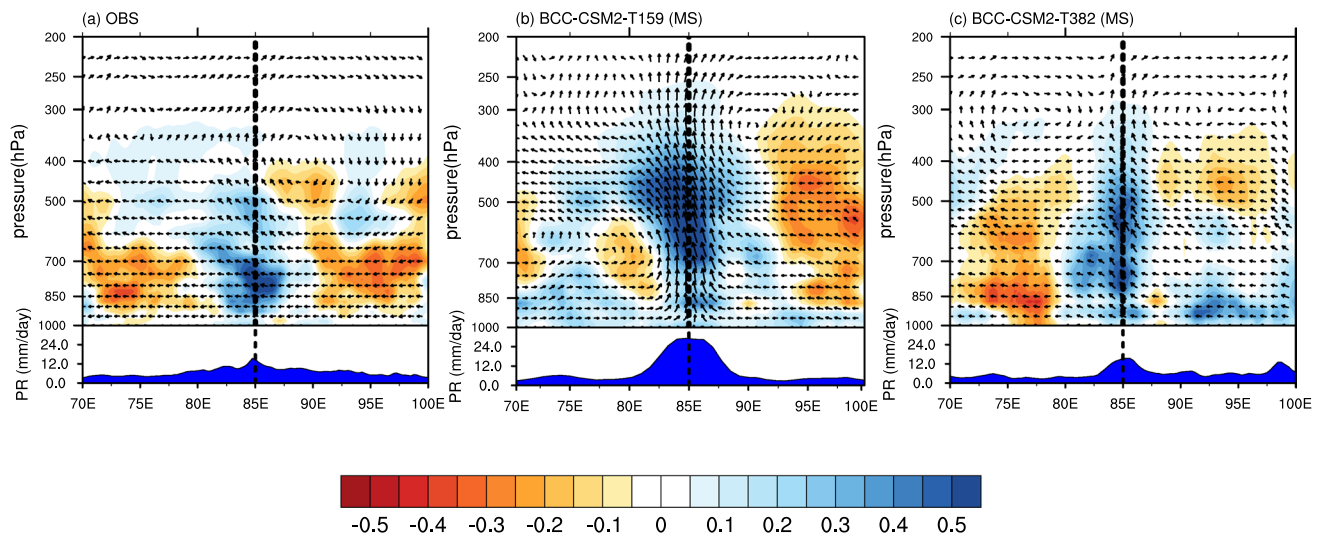 (a) OBS
(b) BCC-CSM2-T159 (MS)
(c) BCC-CSM2-T382 (MS)
pressure(hPa)
200
250
300
400
500
700
850
1000
PR (mm/day)
24.0
12.0
0.0
70E 75E 80E 85E 90E 95E 100E
pressure(hPa)
200
250
300
400
500
700
850
1000
PR (mm/day)
24.0
12.0
0.0
70E 75E 80E 85E 90E 95E 100E
pressure(hPa)
200
250
300
400
500
700
850
1000
PR (mm/day)
24.0
12.0
0.0
70E 75E 80E 85E 90E 95E 100E
-0.5 -0.4 -0.3 -0.2 -0.1 0 0.1 0.2 0.3 0.4 0.5